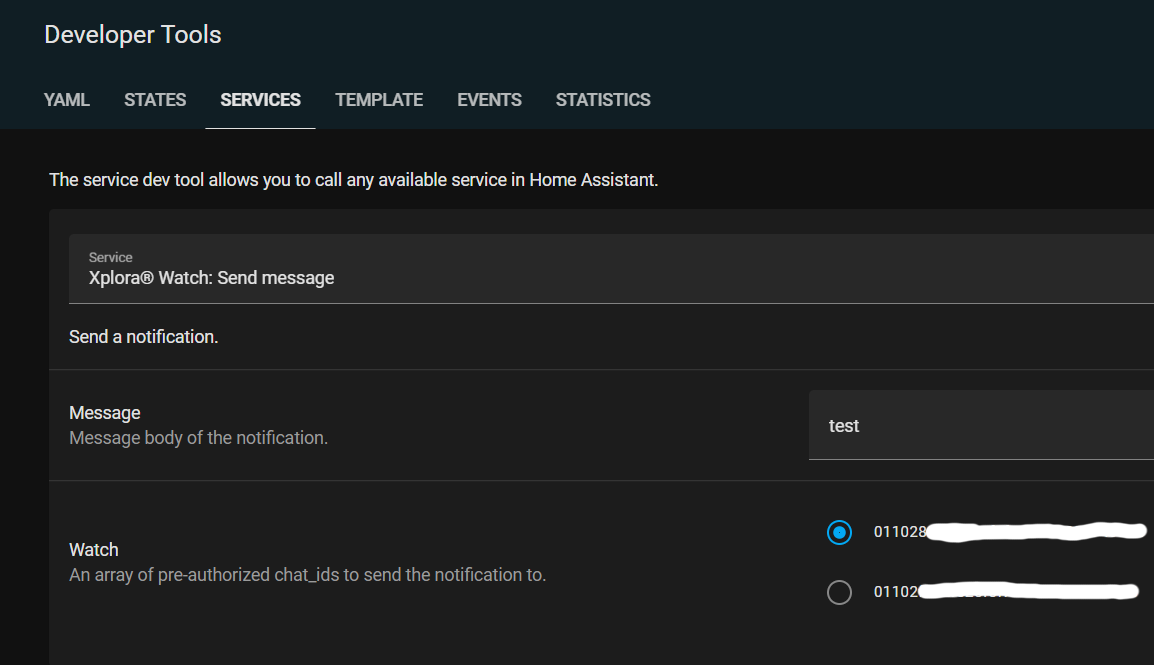 Developer Tools
YAML STATES SERVICES TEMPLATE EVENTS STATISTICS
The service dev tool allows you to call any available service in Home Assistant.
Service
Xplora® Watch: Send message
Send a notification.
Message
Message body of the notification.
test
Watch
An array of pre-authorized chat_ids to send the notification to.
011028
01102